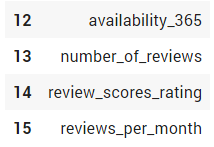 12 availability_365
13 number_of_reviews
14 review_scores_rating
15 reviews_per_month